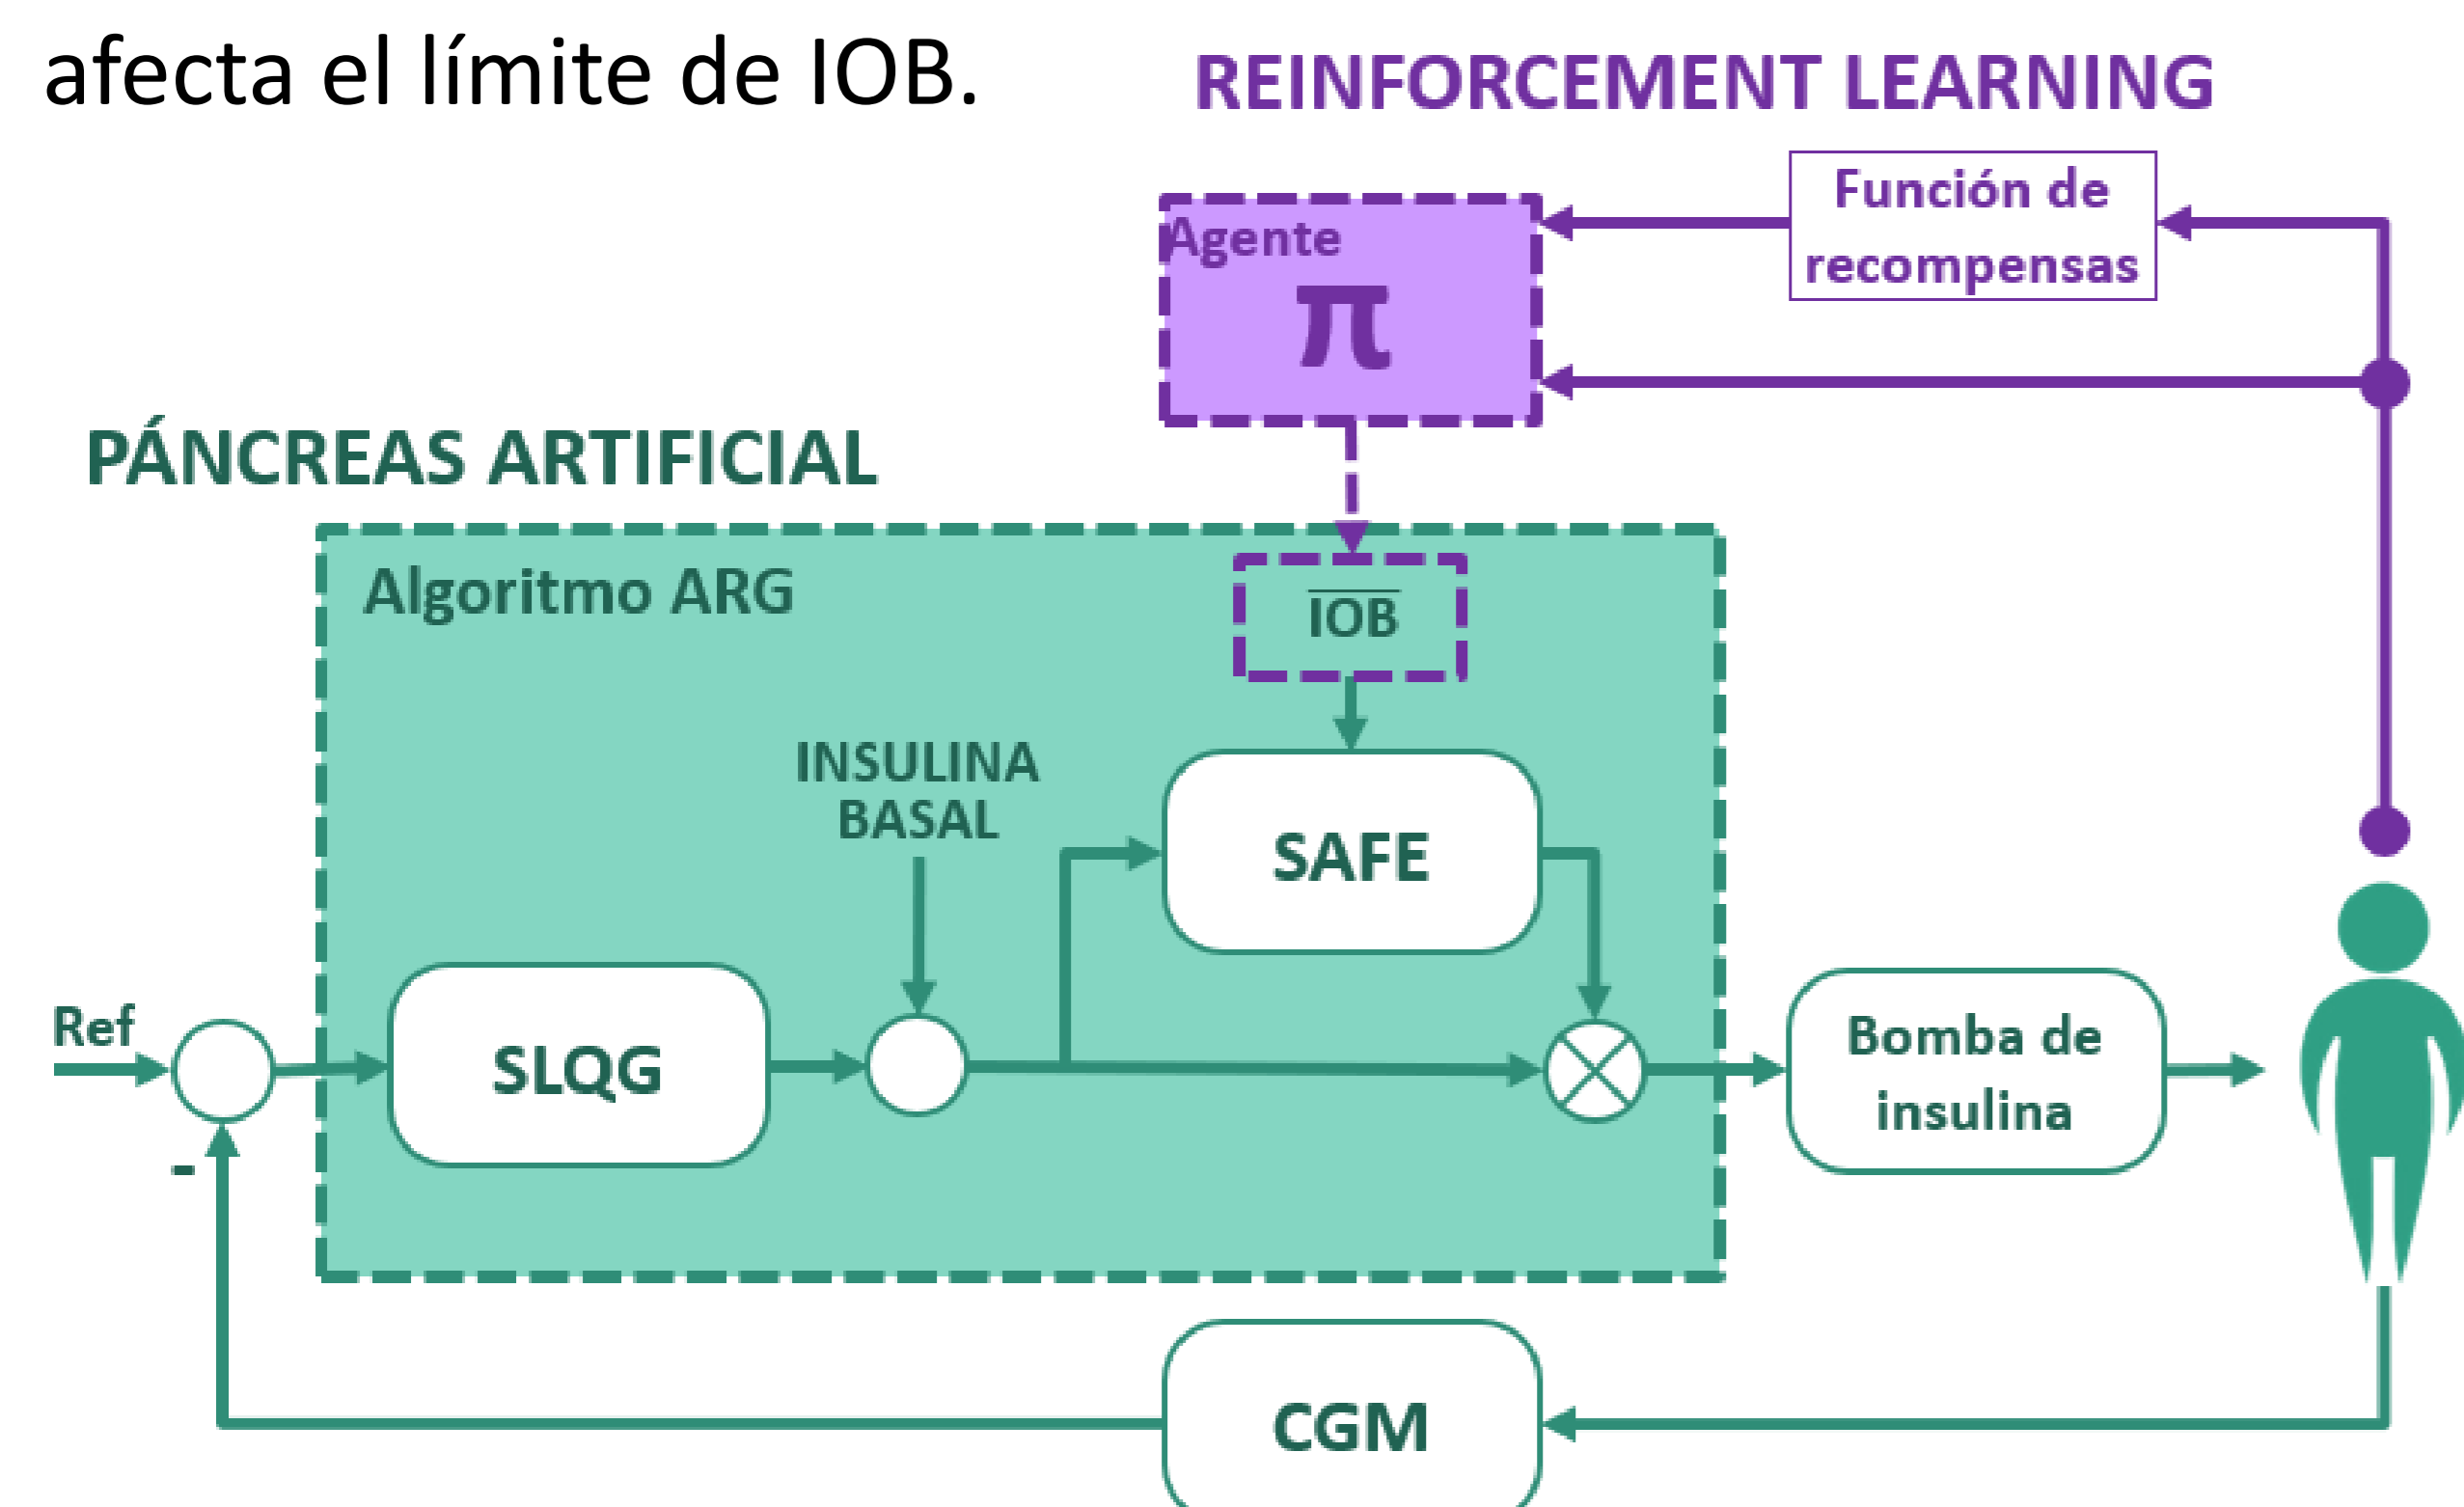 afecta el límite de IOB.
REINFORCEMENT LEARNING
Función de
recompensas
Agente
π
PÁNCREAS ARTIFICIAL
Algoritmo ARG
I̅O̅B̅
INSULINA
BASAL
SAFE
Ref
SLQG
-
Bomba de
insulina
CGM